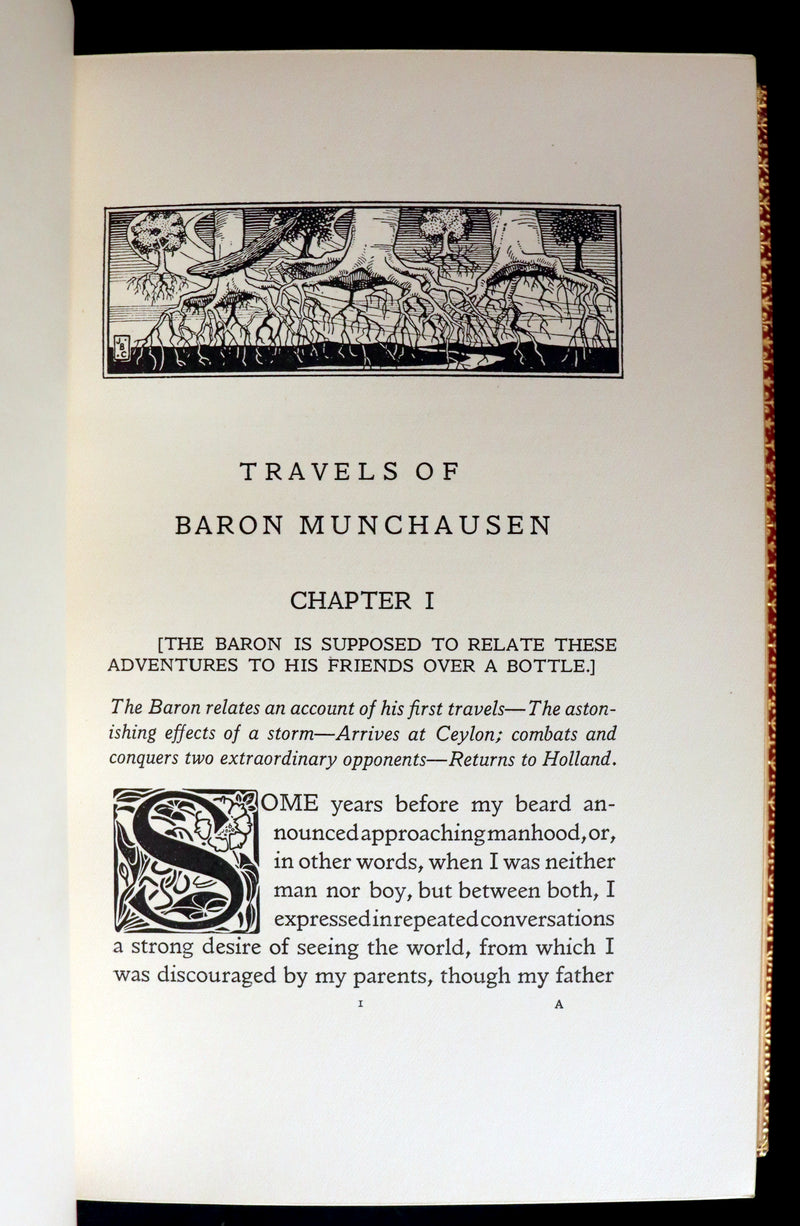 J
B
C
TRAVELS OF
BARON MUNCHAUSEN
CHAPTER I
[THE BARON IS SUPPOSED TO RELATE THESE
ADVENTURES TO HIS FRIENDS OVER A BOTTLE.]
The Baron relates an account of his first travels—The aston-
ishing effects of a storm—Arrives at Ceylon; combats and
conquers two extraordinary opponents—Returns to Holland.
SOME years before my beard an-
nounced approaching manhood, or,
in other words, when I was neither
man nor boy, but between both, I
expressed in repeated conversations
a strong desire of seeing the world, from which I
was discouraged by my parents, though my father
1 A